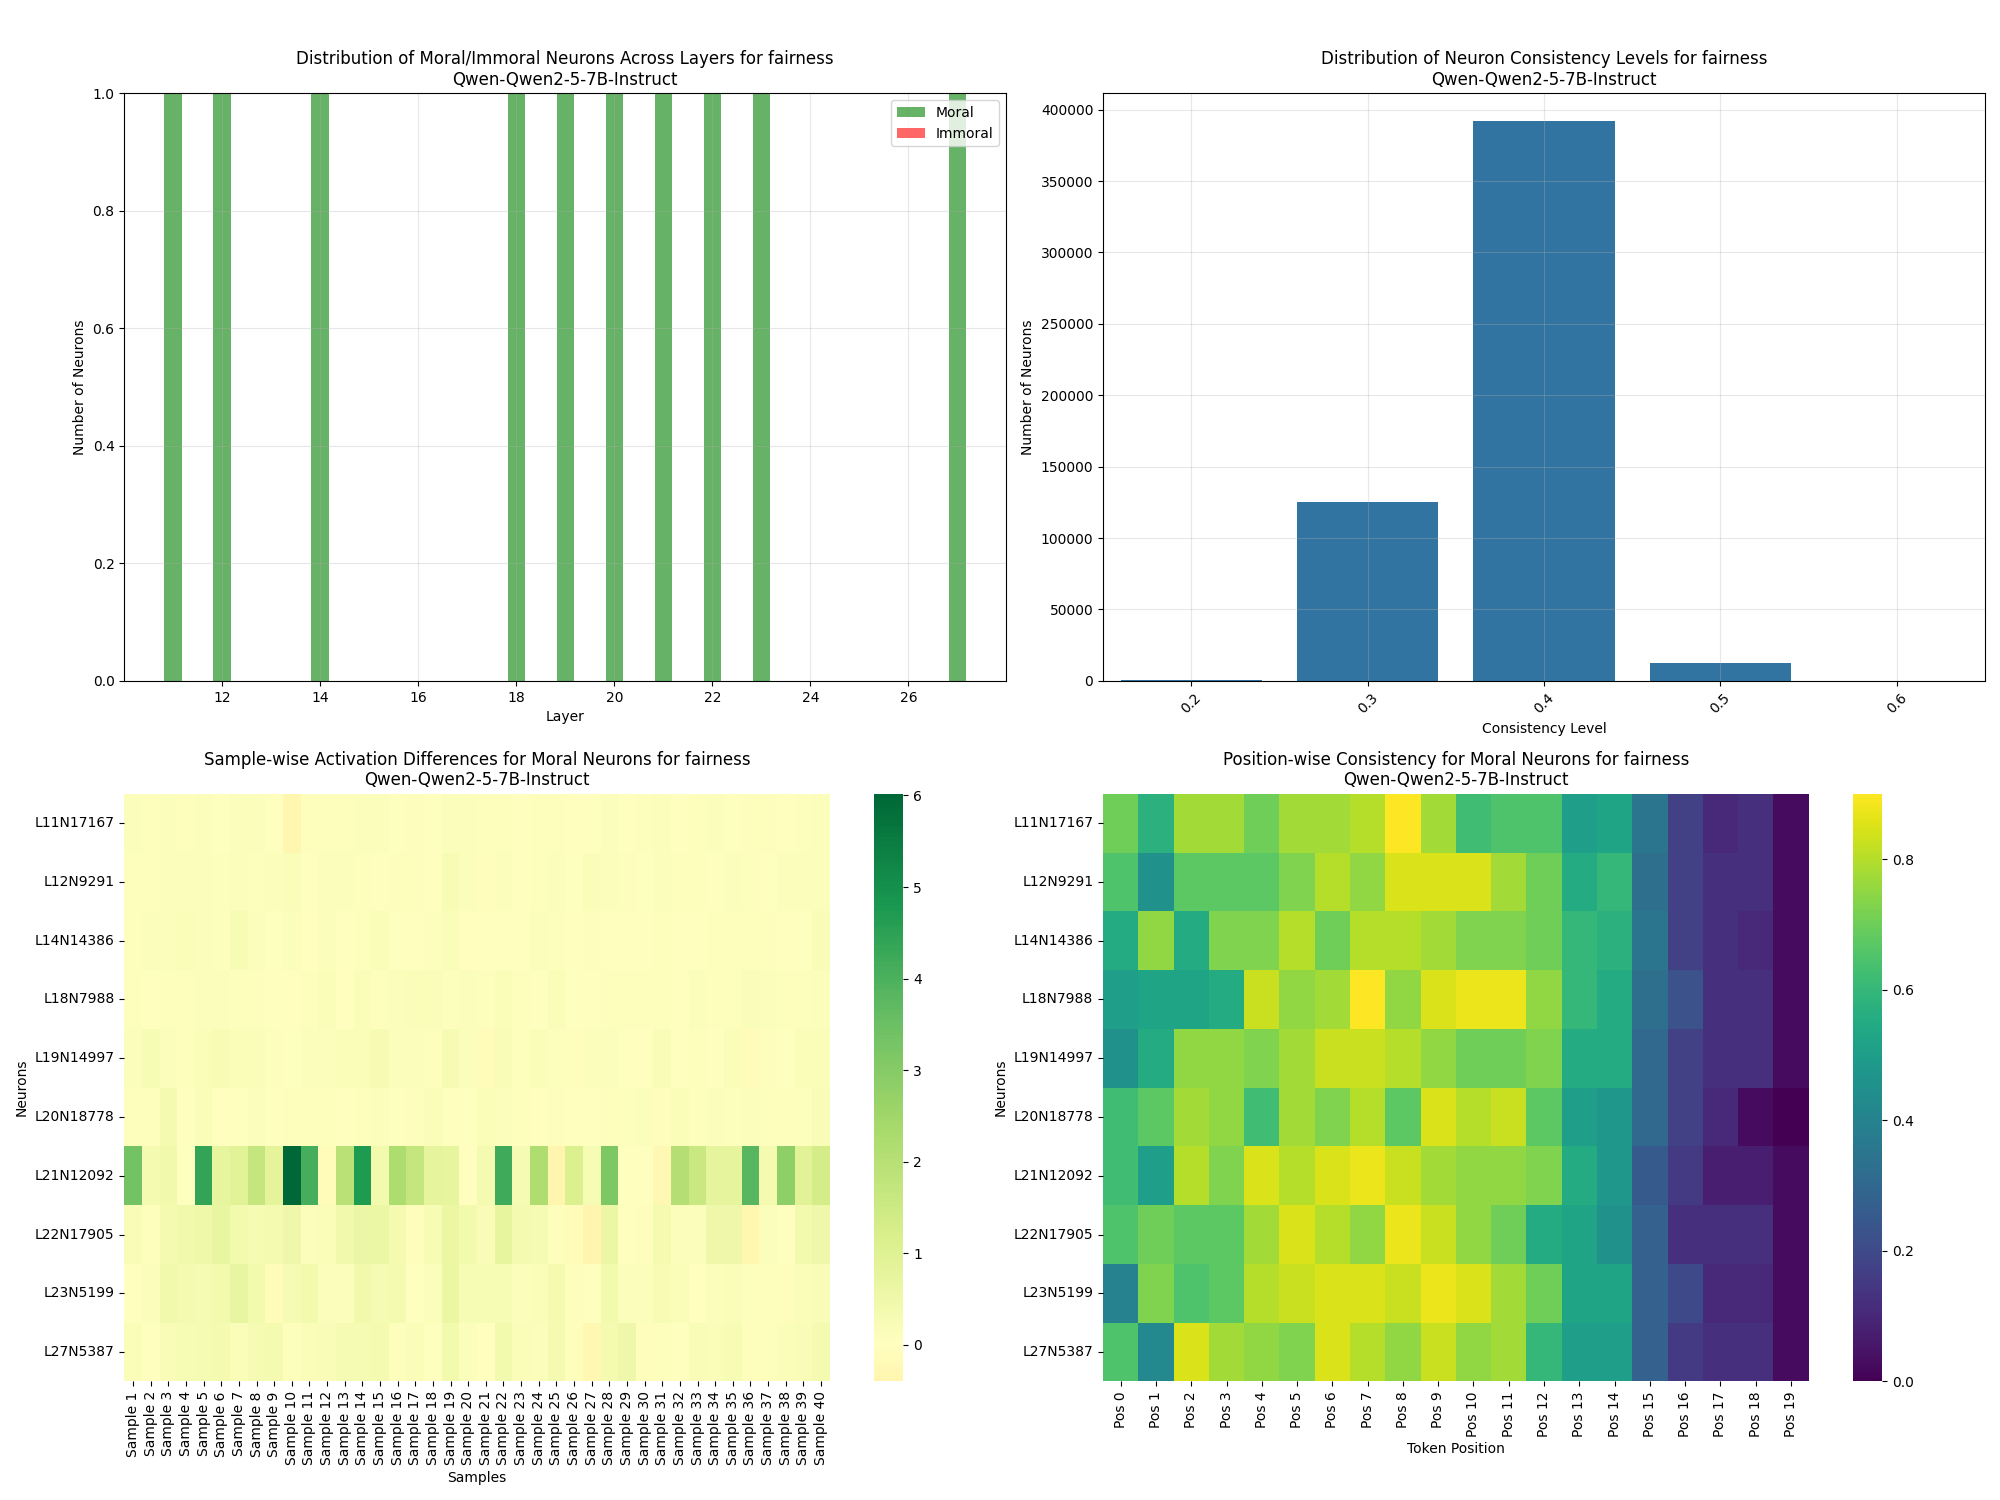 Distribution of Moral/Immoral Neurons Across Layers for fairness
Qwen-Qwen2-5-7B-Instruct
Moral
Immoral
1.0
0.8
0.6
0.4
0.2
0.0
Number of Neurons
12
14
16
18
20
22
24
26
Layer
Distribution of Neuron Consistency Levels for fairness
Qwen-Qwen2-5-7B-Instruct
400000
350000
300000
250000
200000
150000
100000
50000
0
Number of Neurons
0.2
0.3
0.4
0.5
0.6
Consistency Level
Sample-wise Activation Differences for Moral Neurons for fairness
Qwen-Qwen2-5-7B-Instruct
L11N17167
L12N9291
L14N14386
L18N7988
L19N14997
L20N18778
L21N12092
L22N17905
L23N5199
L27N5387
Neurons
Sample 1
Sample 2
Sample 3
Sample 4
Sample 5
Sample 6
Sample 7
Sample 8
Sample 9
Sample 10
Sample 11
Sample 12
Sample 13
Sample 14
Sample 15
Sample 16
Sample 17
Sample 18
Sample 19
Sample 20
Sample 21
Sample 22
Sample 23
Sample 24
Sample 25
Sample 26
Sample 27
Sample 28
Sample 29
Sample 30
Sample 31
Sample 32
Sample 33
Sample 34
Sample 35
Sample 36
Sample 37
Sample 38
Sample 39
Sample 40
Samples
6
5
4
3
2
1
0
Position-wise Consistency for Moral Neurons for fairness
Qwen-Qwen2-5-7B-Instruct
L11N17167
L12N9291
L14N14386
L18N7988
L19N14997
L20N18778
L21N12092
L22N17905
L23N5199
L27N5387
Neurons
Pos 0
Pos 1
Pos 2
Pos 3
Pos 4
Pos 5
Pos 6
Pos 7
Pos 8
Pos 9
Pos 10
Pos 11
Pos 12
Pos 13
Pos 14
Pos 15
Pos 16
Pos 17
Pos 18
Pos 19
Token Position
0.8
0.6
0.4
0.2
0.0